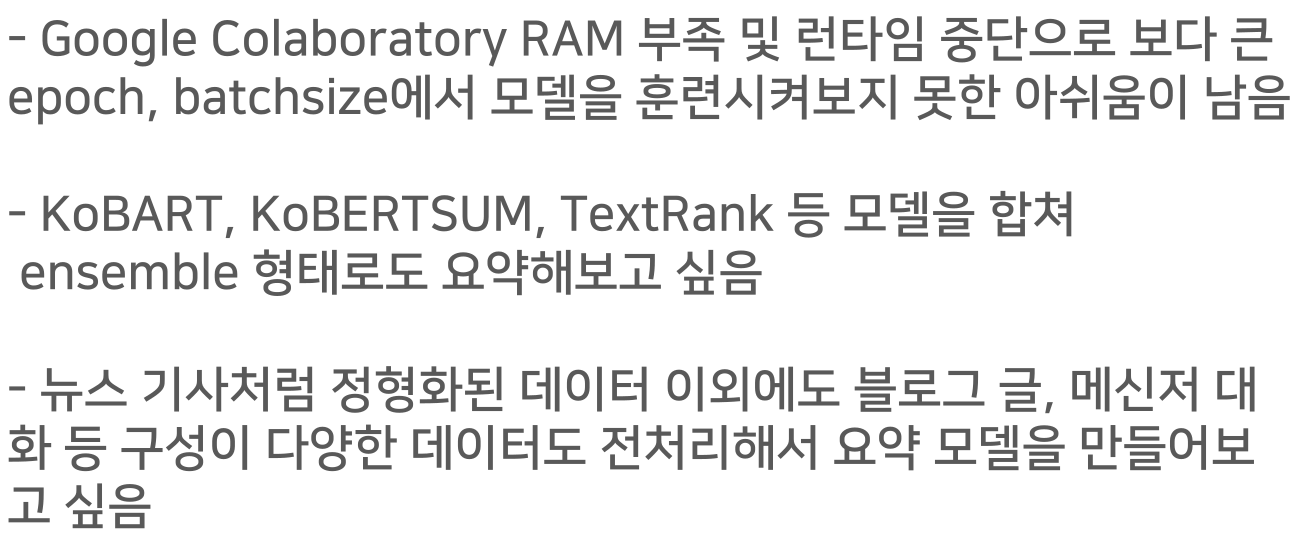 - Google Colaboratory RAM 부족 및 런타임 중단으로 보다 큰
epoch, batchsize에서 모델을 훈련시켜보지 못한 아쉬움이 남음
- KoBART, KoBERTSUM, TextRank 등 모델을 합쳐
ensemble 형태로도 요약해보고 싶음
- 뉴스 기사처럼 정형화된 데이터 이외에도 블로그 글, 메신저 대
화 등 구성이 다양한 데이터도 전처리해서 요약 모델을 만들어보
고 싶음